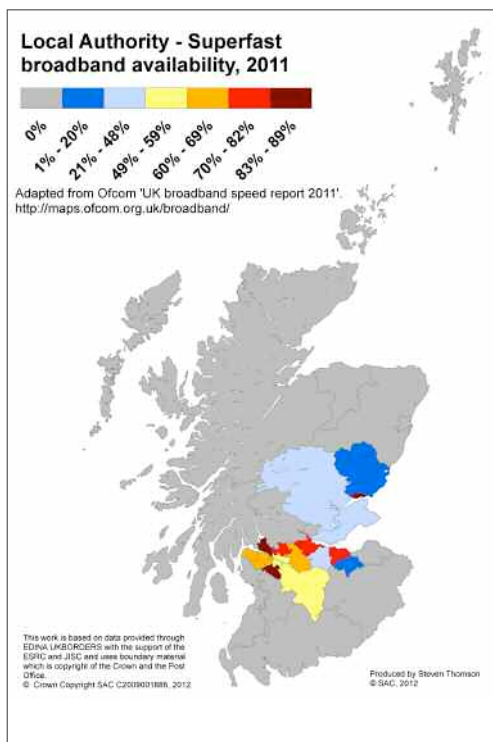 Local Authority - Superfast
broadband availability, 2011
0%
1% - 20%
21% - 48%
49% - 59%
60% - 69%
70% - 82%
83% - 89%
Adapted from Ofcom 'UK broadband speed report 2011'.
http://maps.ofcom.org.uk/broadband/
This work is based on data provided through
EDINA UKBORDERS with the support of the
ESRC and JISC and uses boundary material
which is copyright of the Crown and the Post
Office.
© Crown Copyright SAC C2009001686, 2012
Produced by Steven Thomson
© SAC, 2012